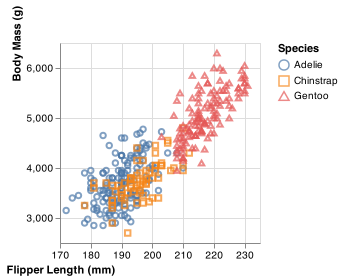 Body Mass (g)
6,000
5,000
4,000
3,000
170 180 190 200 210 220 230
Flipper Length (mm)
Species
Adelie
Chinstrap
Gentoo